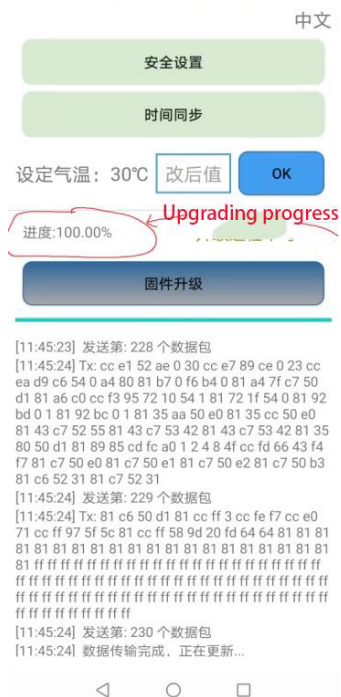 中文
安全设置
时间同步
设定气温：30℃ 改后值 OK
Upgrading progress
进度:100.00%
固件升级
[11:45:23] 发送第: 228 个数据包
[11:45:24] Tx: cc e1 52 ae 0 30 cc e7 89 ce 0 23 cc
ea d9 c6 54 0 a4 80 81 b7 0 f6 b4 0 81 a4 7f c7 50
d1 81 a6 c0 cc f3 95 72 10 54 1 81 72 1f 54 0 81 92
bd 0 1 81 92 bc 0 1 81 35 aa 50 e0 81 35 cc 50 e0
81 43 c7 52 55 81 43 c7 53 42 81 43 c7 53 42 81 35
80 50 d1 81 89 85 cd fc a0 1 2 4 8 4f cc fd 66 43 f4
f7 81 c7 50 e0 81 c7 50 e1 81 c7 50 e2 81 c7 50 b3
81 c6 52 31 81 c7 52 31
[11:45:24] 发送第: 229 个数据包
[11:45:24] Tx: 81 c6 50 d1 81 cc ff 3 cc fe f7 cc e0
71 cc ff 97 5f 5c 81 cc ff 58 9d 20 fd 64 64 81 81 81
81 81 81 81 81 81 81 81 81 81 81 81 81 81 81 81 81
81 ff ff ff ff ff ff ff ff ff ff ff ff ff ff ff ff ff ff ff ff ff ff
ff ff ff ff ff ff ff ff ff ff ff ff ff ff ff ff ff ff ff ff ff ff ff ff
ff ff ff ff ff ff ff ff ff ff ff ff ff ff ff ff ff ff ff ff ff ff ff ff
ff ff ff ff ff ff ff ff ff
[11:45:24] 发送第: 230 个数据包
[11:45:24] 数据传输完成，正在更新...